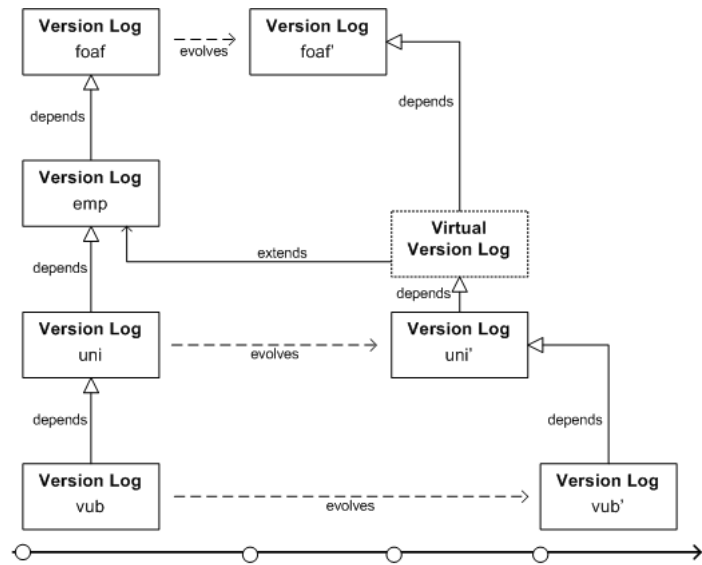 Version Log
foaf
evolves
Version Log
foaf'
depends
depends
Version Log
emp
Virtual
Version Log
extends
depends
depends
Version Log
uni
evolves
Version Log
uni'
depends
depends
Version Log
vub
evolves
Version Log
vub'